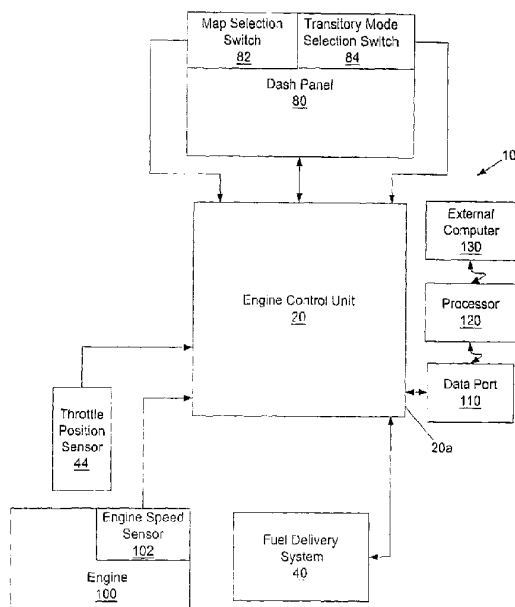 Map Selection
Switch
82
Transitory Mode
Selection Switch
84
Dash Panel
80
10
External
Computer
130
Engine Control Unit
20
Processor
120
Data Port
110
20a
Throttle
Position
Sensor
44
Engine Speed
Sensor
102
Engine
100
Fuel Delivery
System
40